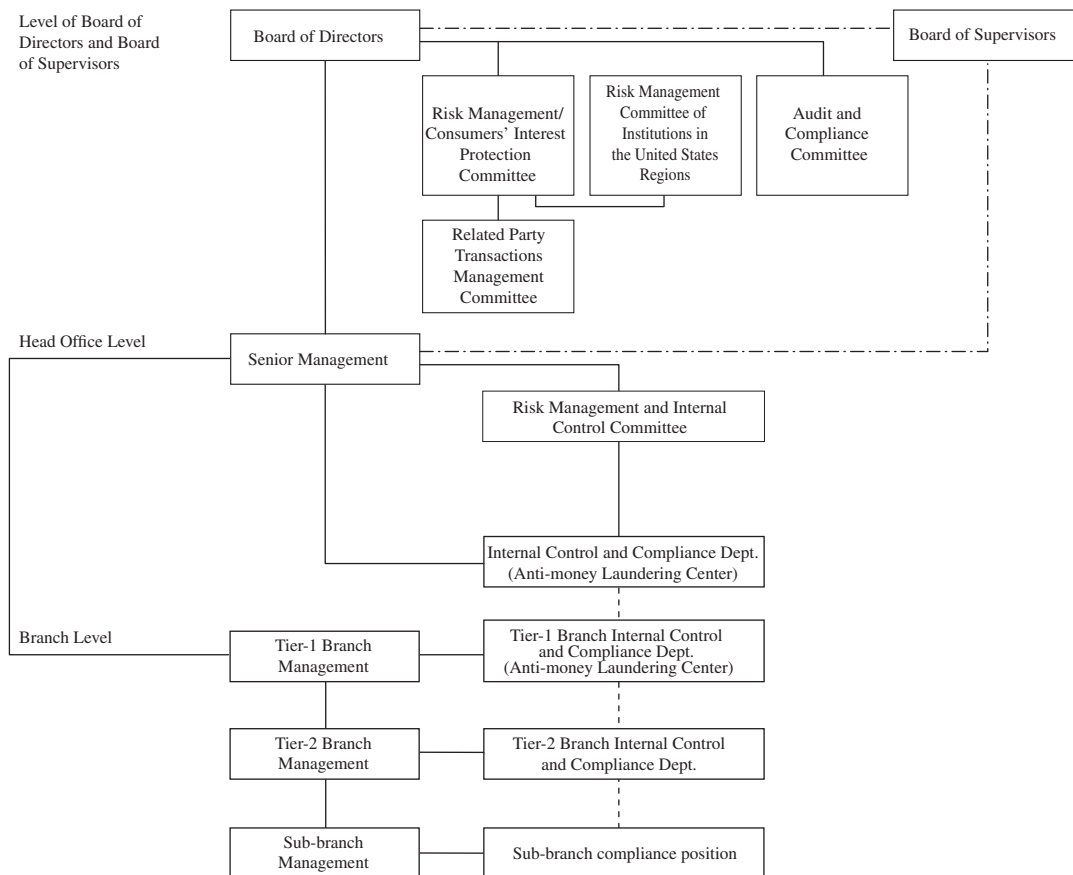 Level of Board of
Directors and Board
of Supervisors
Board of Directors
Board of Supervisors
Risk Management/
Consumers’ Interest
Protection
Committee
Risk Management
Committee of
Institutions in
the United States
Regions
Audit and
Compliance
Committee
Related Party
Transactions
Management
Committee
Head Office Level
Senior Management
Risk Management and Internal
Control Committee
Internal Control and Compliance Dept.
(Anti-money Laundering Center)
Branch Level
Tier-1 Branch
Management
Tier-1 Branch Internal Control
and Compliance Dept.
(Anti-money Laundering Center)
Tier-2 Branch
Management
Tier-2 Branch Internal Control
and Compliance Dept.
Sub-branch
Management
Sub-branch compliance position